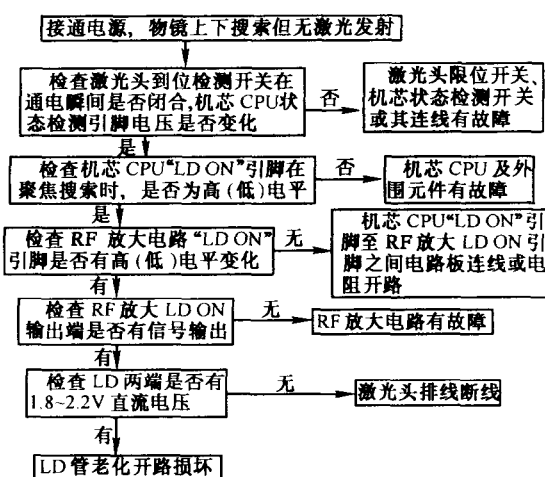 接通电源，物镜上下搜索但无激光发射
检查激光头到位检测开关在
通电瞬间是否闭合,机芯CPU状
态检测引脚电压是否变化
否
激光头限位开关、
机芯状态检测开关
或其连线有故障
是
检查机芯CPU“LD ON”引脚在
聚焦搜索时，是否为高(低)电平
否
机芯CPU及外
围元件有故障
是
检查RF放大电路“LD ON”
引脚是否有高(低)电平变化
无
机芯CPU“LD ON”引
脚至RF放大LD ON引
脚之间电路板连线或电
阻开路
有
检查RF放大LD ON
输出端是否有信号输出
无
RF放大电路有故障
有
检查LD两端是否有
1.8~2.2V直流电压
无
激光头排线断线
有
LD管老化开路损坏